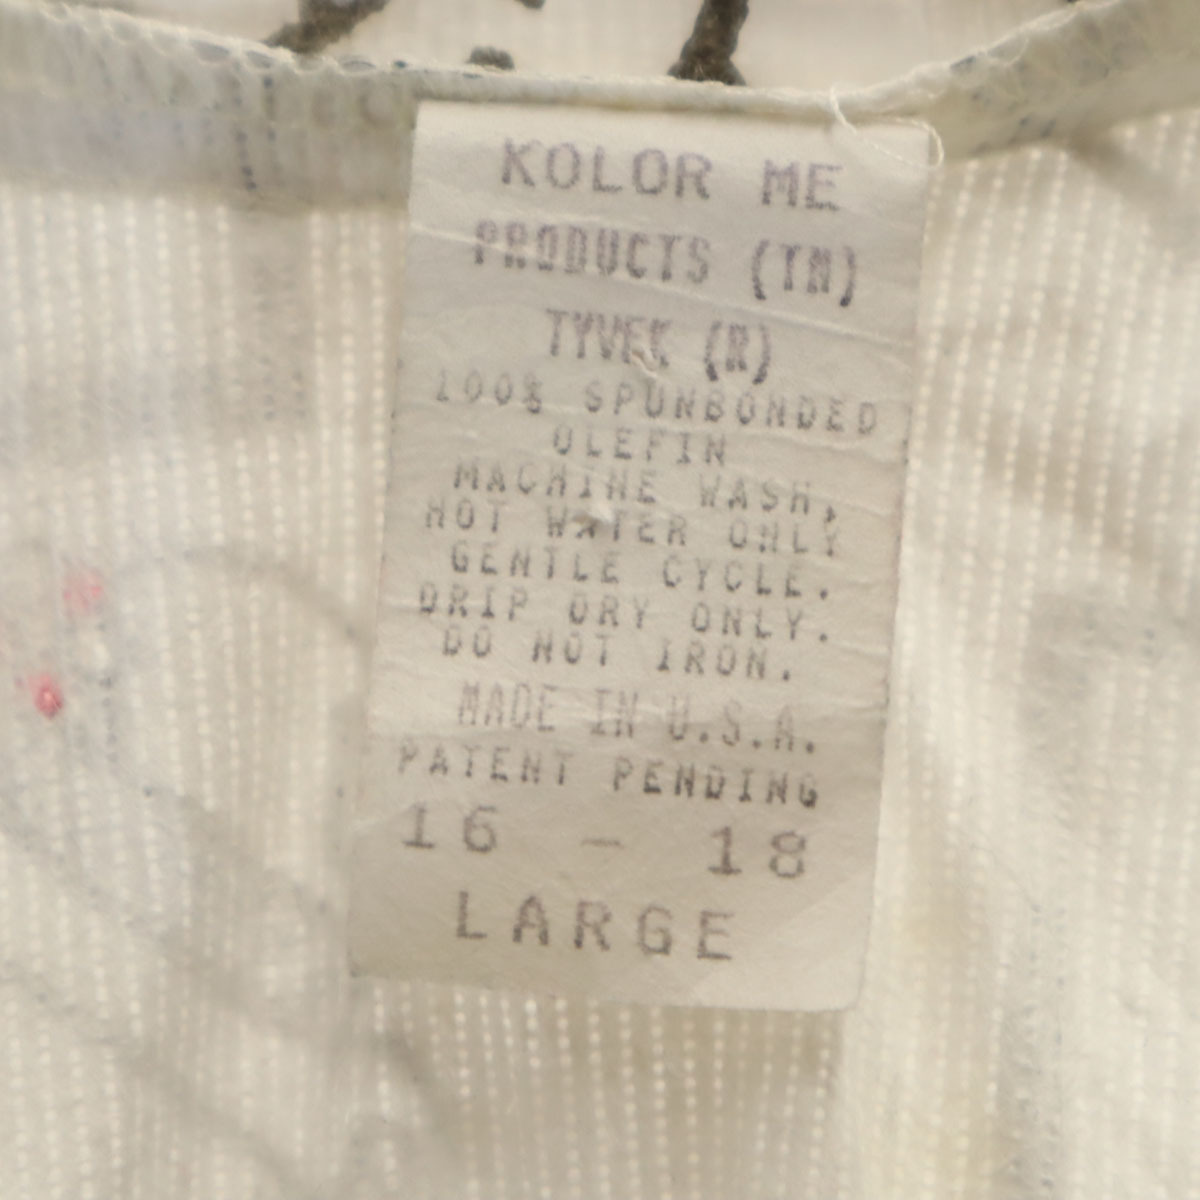 KOLOR ME
PRODUCTS (TM)
TYVEK (R)
100% SPUNBONDED
OLEFIN
MACHINE WASH,
HOT WATER ONLY
GENTLE CYCLE.
DRIP DRY ONLY.
DO NOT IRON.
MADE IN U.S.A.
PATENT PENDING
16 - 18
LARGE